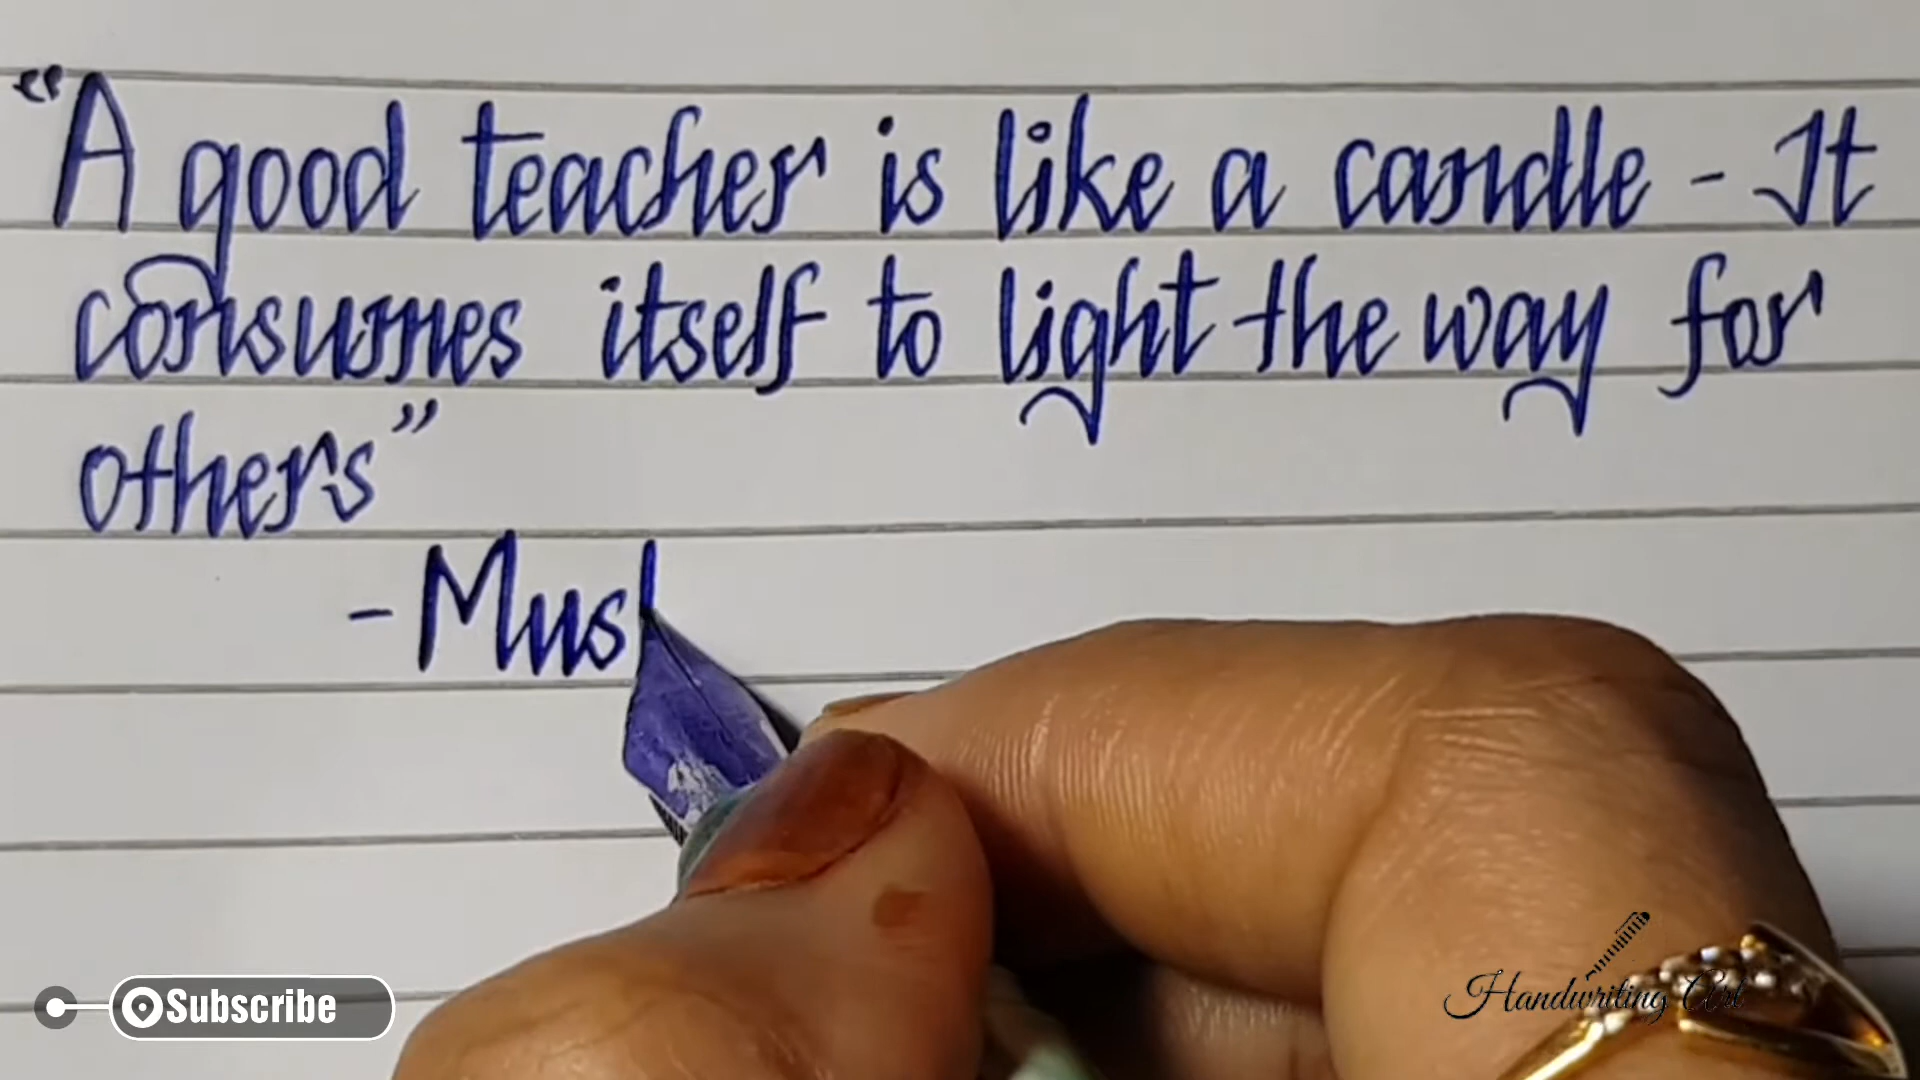 “A good teacher is like a candle - It
consumes itself to light the way for
others”
- Mus
Subscribe
Handwriting Art